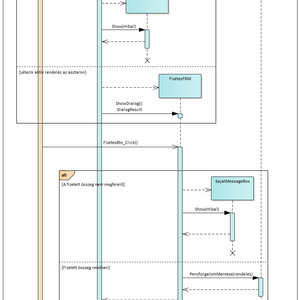 Show(Hiba!)
[Létezik aktív rendelés az asztalon]
FizetesFRM
ShowDialog()
DialogResult
FizetesBtn_Click()
alt
[A Fizetett összeg nem megfelelő]
SajatMessageBox
Show(Hiba!)
[Fizetett összeg rendben]
PenzforgalomMentese(rendeles)